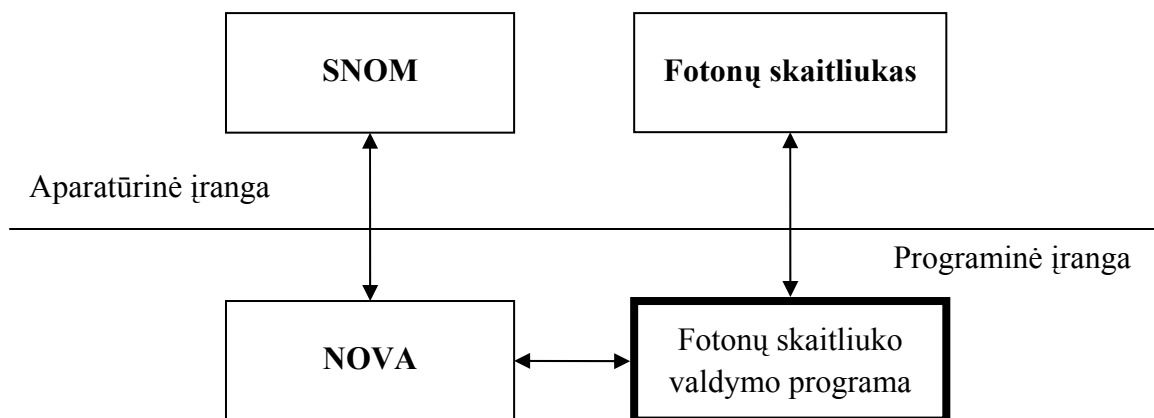 SNOM
Fotonų skaitliukas
Aparatūrinė įranga
Programinė įranga
NOVA
Fotonų skaitliuko
valdymo programa